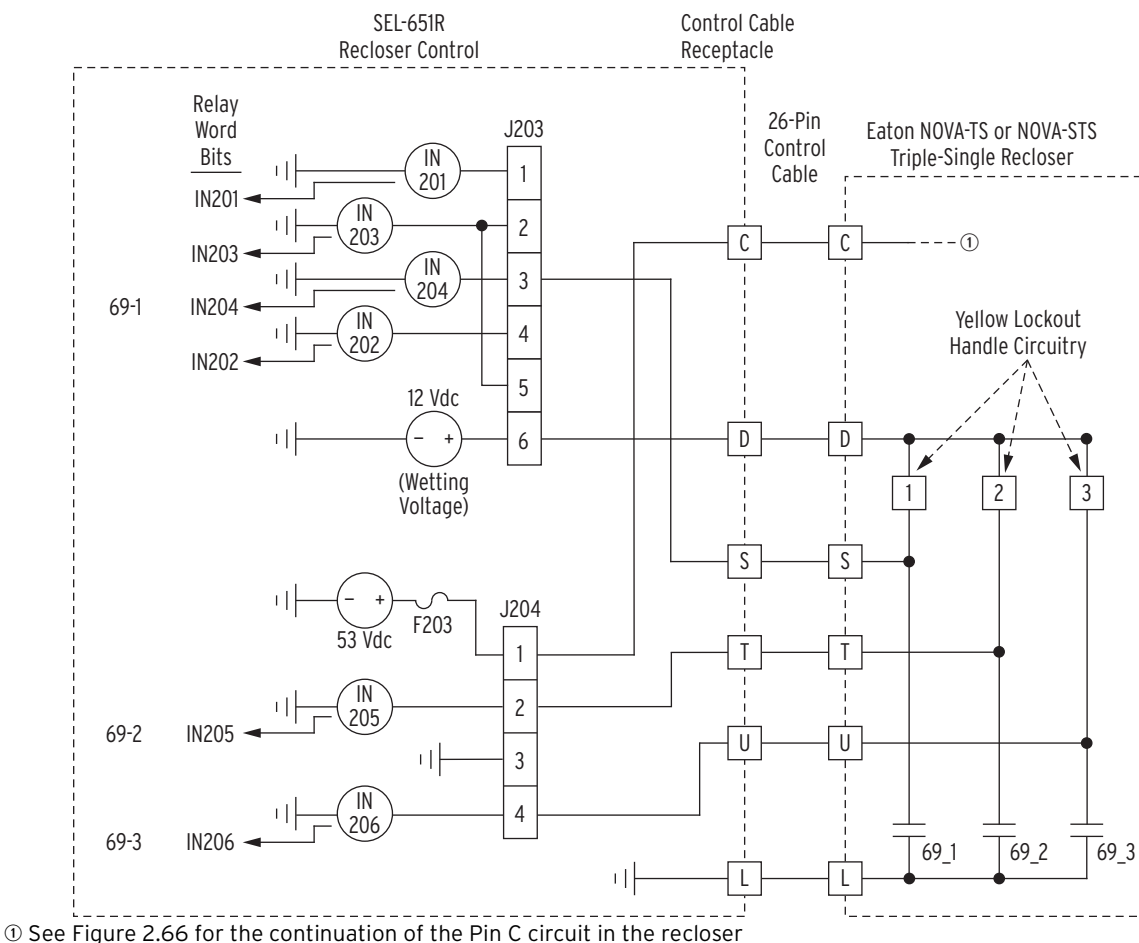 SEL-651R
Recloser Control
Control Cable
Receptacle
Relay
Word
Bits
J203
26-Pin
Control
Cable
Eaton NOVA-TS or NOVA-STS
Triple-Single Recloser
IN
201
1
IN201
IN
203
2
C
C
①
IN203
IN
204
3
69-1
IN204
IN
202
4
Yellow Lockout
Handle Circuitry
IN202
5
12 Vdc
− +
6
D
D
(Wetting
Voltage)
1
2
3
S
S
− +
53 Vdc
F203
J204
1
T
T
IN
205
2
69-2
IN205
U
U
3
IN
206
4
69-3
IN206
69_1
69_2
69_3
L
L
① See Figure 2.66 for the continuation of the Pin C circuit in the recloser